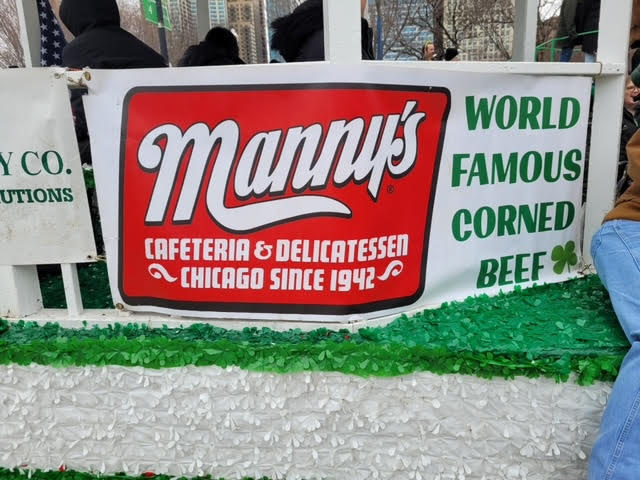 Y CO.
UTIONS
Manny's
CAFETERIA & DELICATESSEN
CHICAGO SINCE 1942
WORLD
FAMOUS
CORNED
BEEF